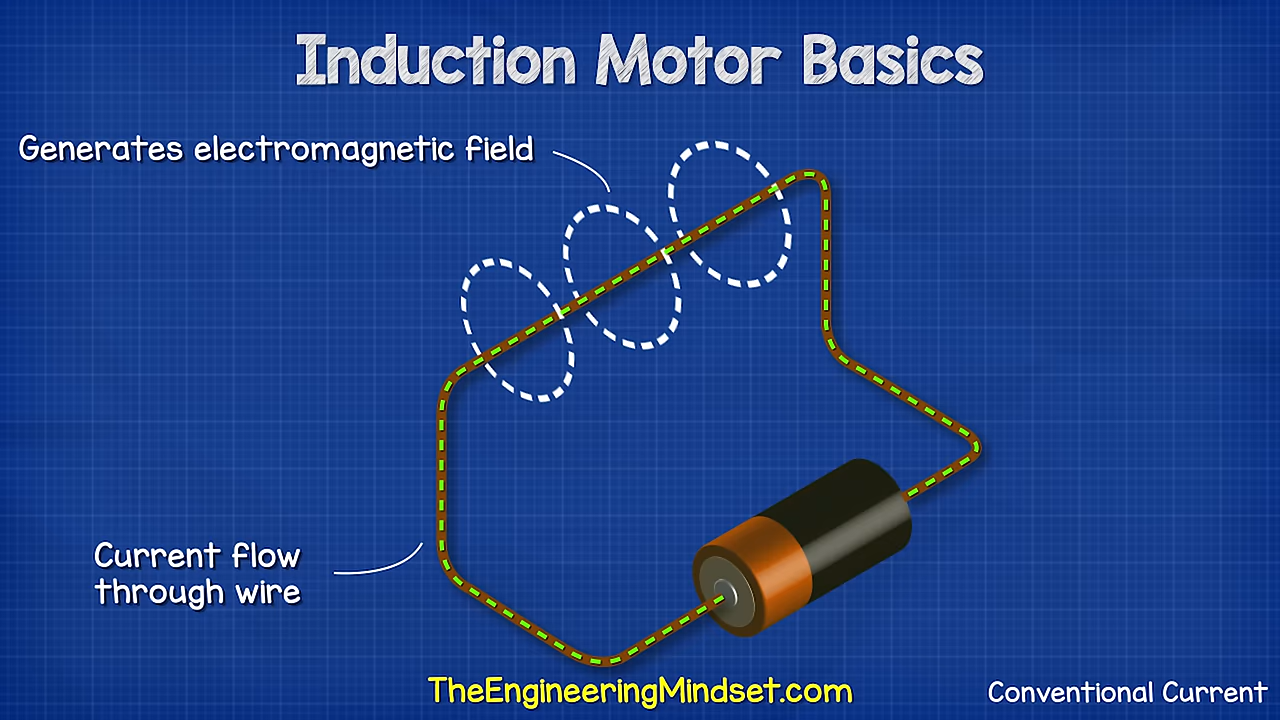 Induction Motor Basics
Generates electromagnetic field
Current flow
through wire
TheEngineeringMindset.com
Conventional Current